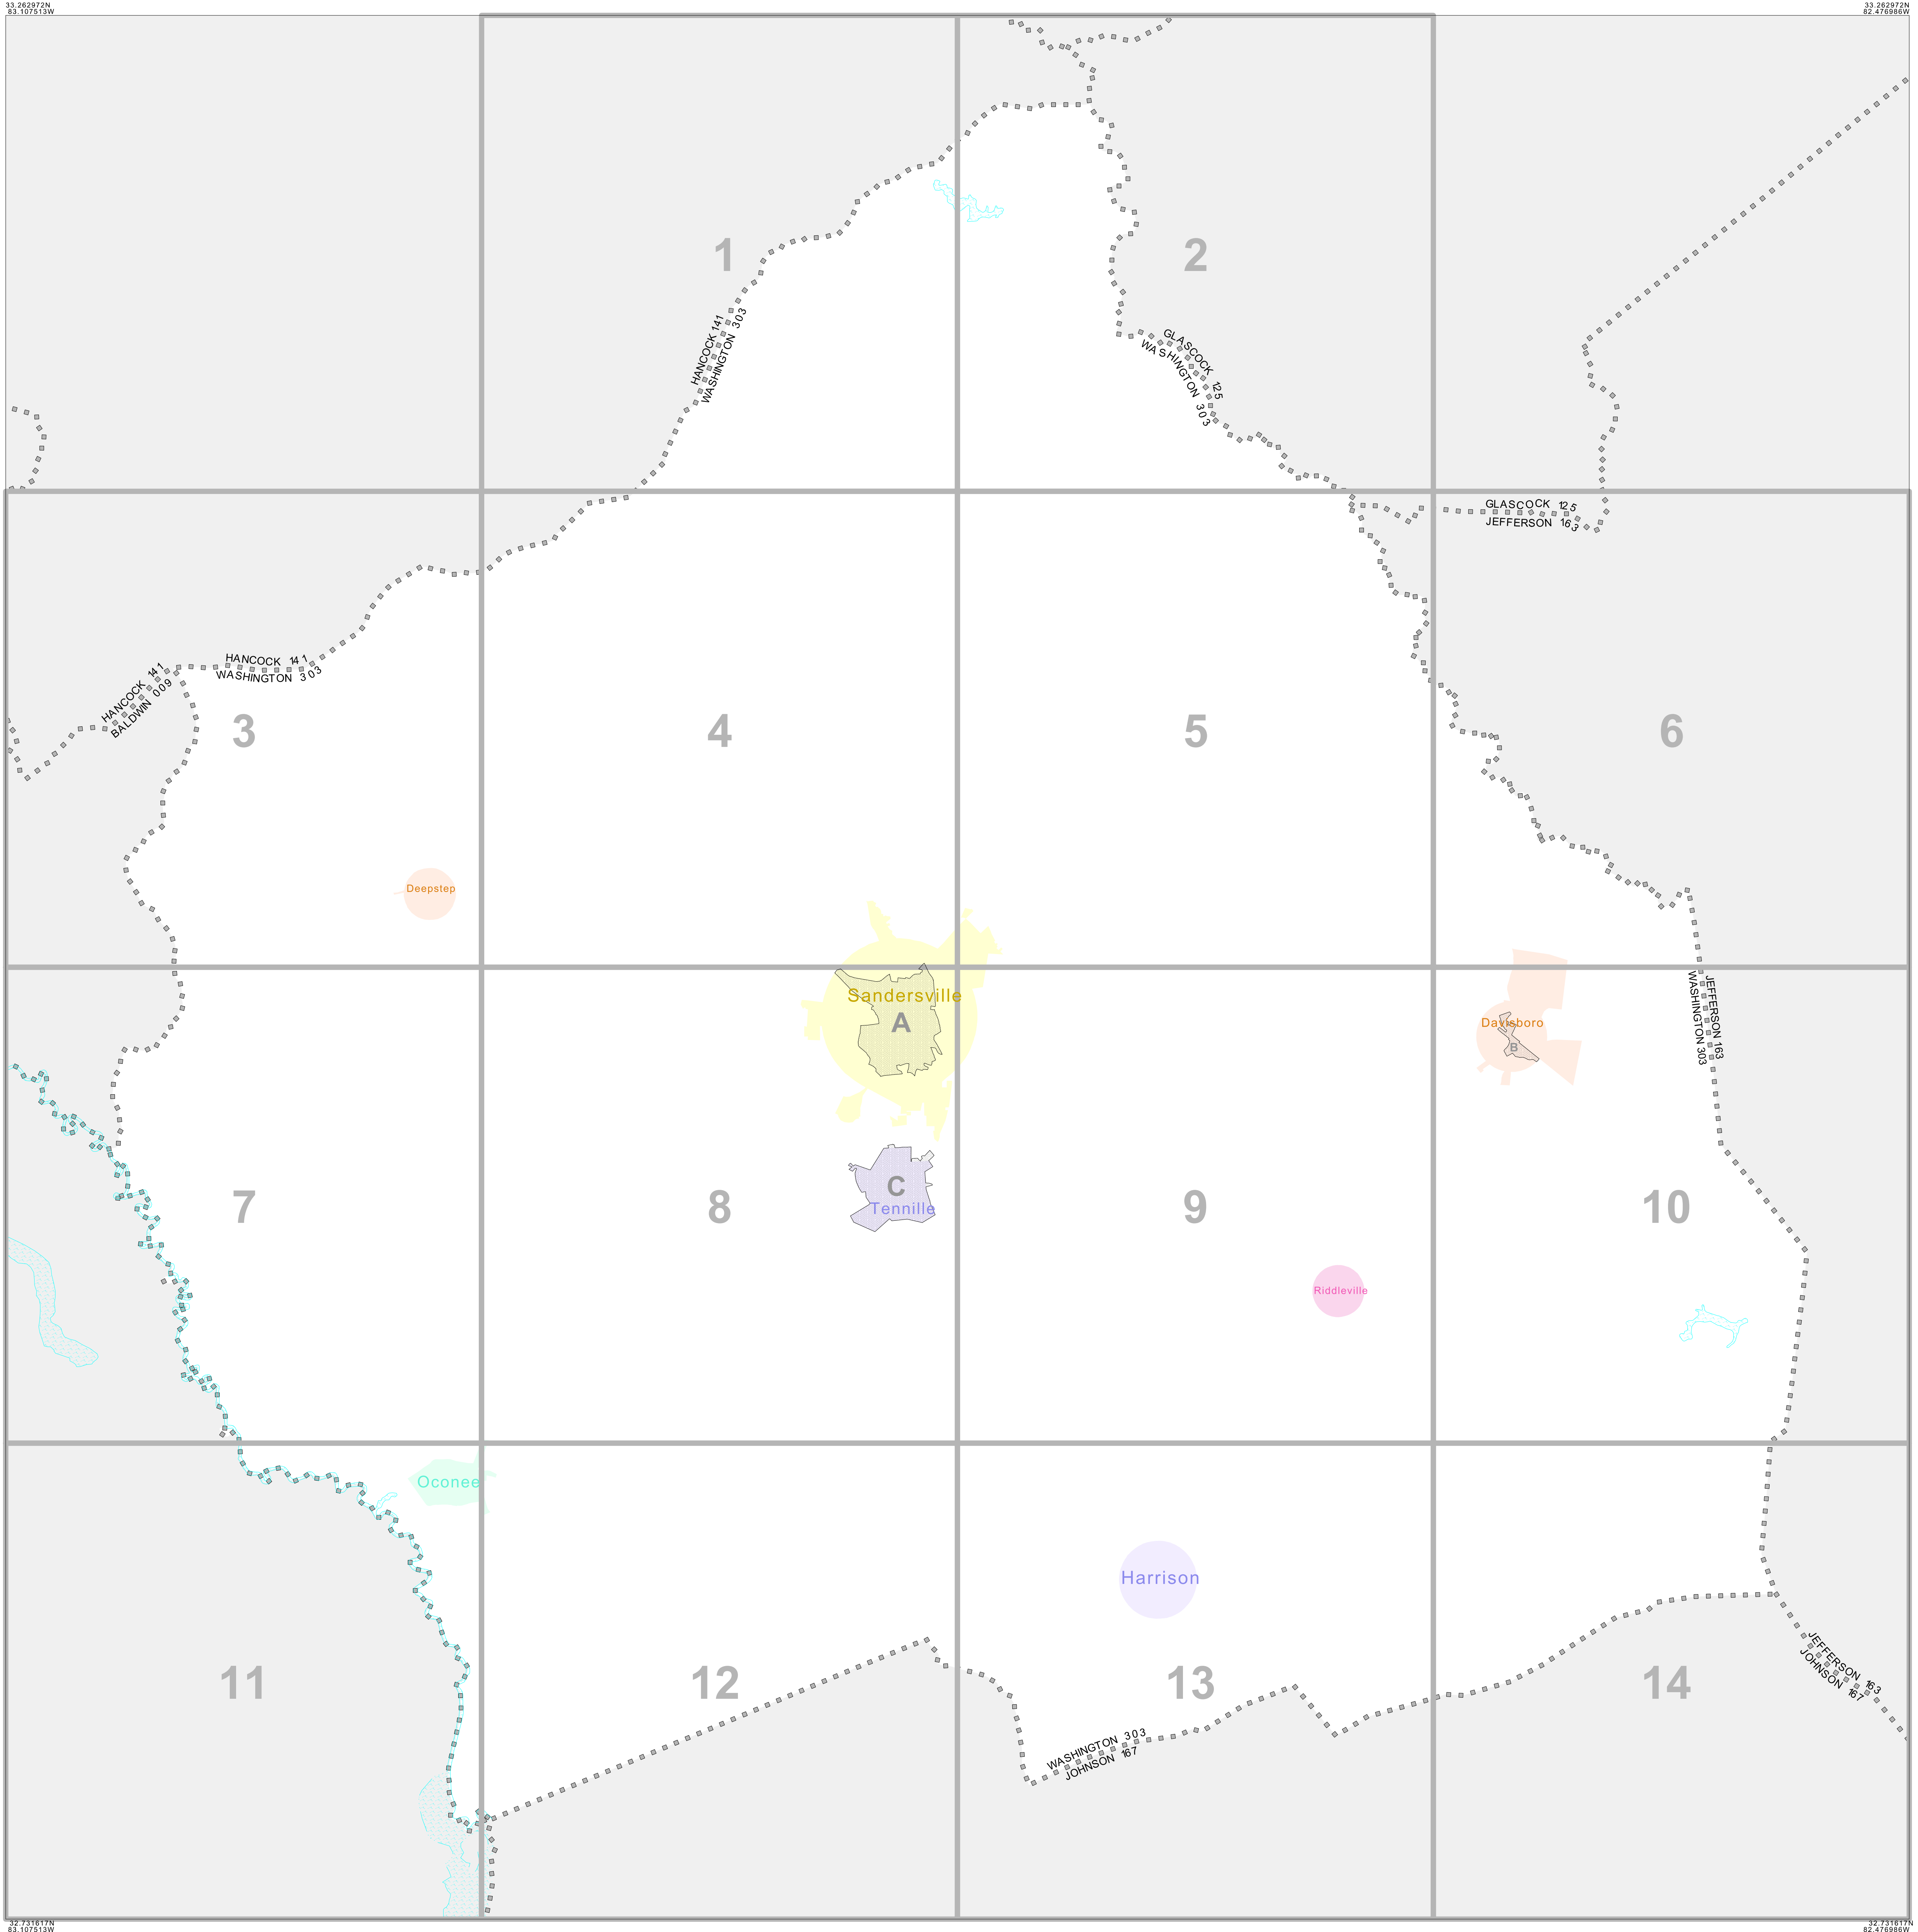 33.262972N
83.107513W
33.262972N
82.476986W
1
2
HANCOCK 141
WASHINGTON 303
GLASCOCK 125
WASHINGTON 303
GLASCOCK 125
JEFFERSON 163
HANCOCK 141
WASHINGTON 303
HANCOCK 141
BALDWIN 009
3
4
5
6
Deepstep
Sandersville
A
Davisboro
B
JEFFERSON 163
WASHINGTON 303
C
Tennille
7
8
9
10
Riddleville
Oconee
Harrison
11
12
13
14
JEFFERSON 163
JOHNSON 167
WASHINGTON 303
JOHNSON 167
32.731617N
83.107513W
32.731617N
82.476986W